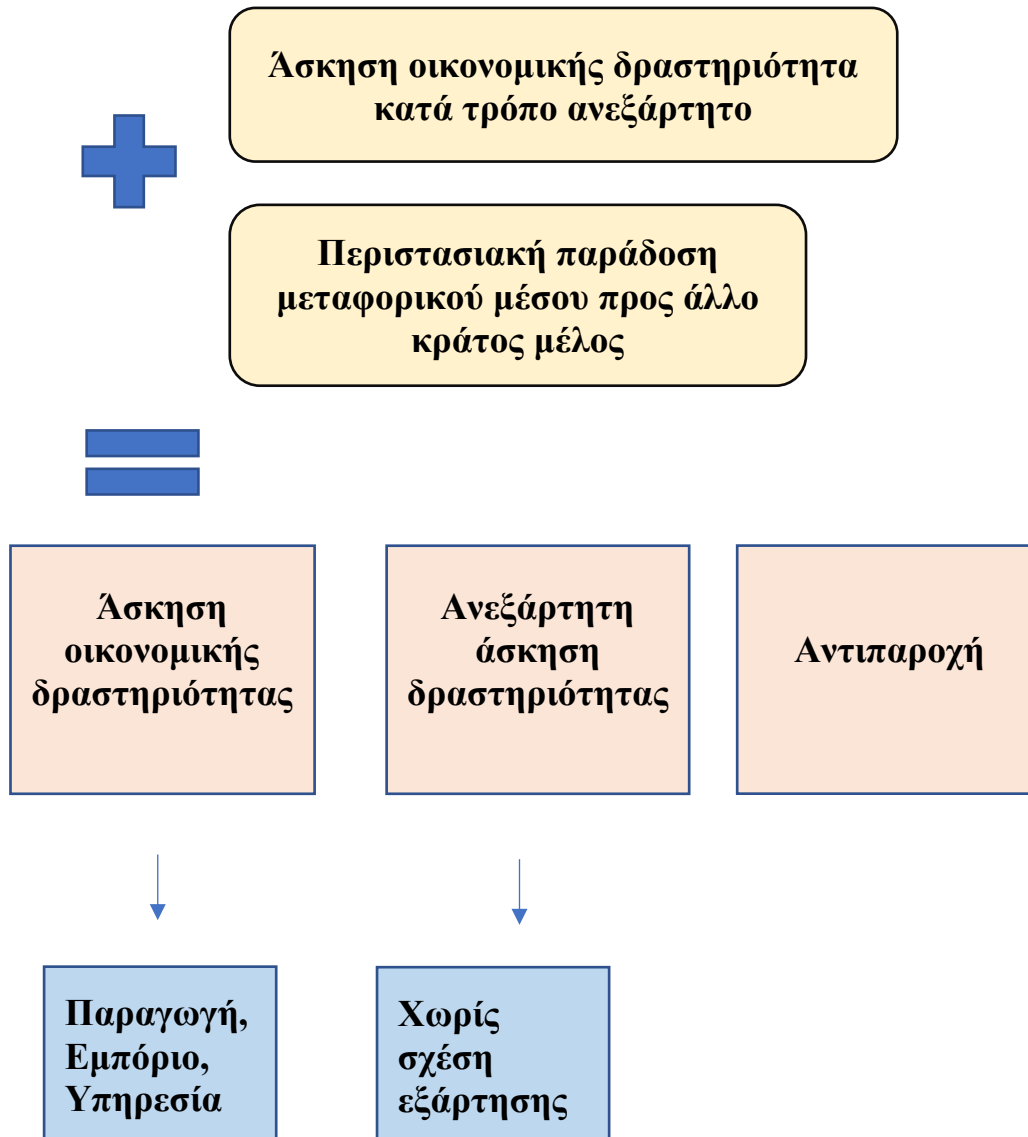 Άσκηση οικονομικής δραστηριότητα
κατά τρόπο ανεξάρτητο
Περιστασιακή παράδοση
μεταφορικού μέσου προς άλλο
κράτος μέλος
Άσκηση
οικονομικής
δραστηριότητας
Ανεξάρτητη
άσκηση
δραστηριότητας
Αντιπαροχή
Παραγωγή,
Εμπόριο,
Υπηρεσία
Χωρίς
σχέση
εξάρτησης